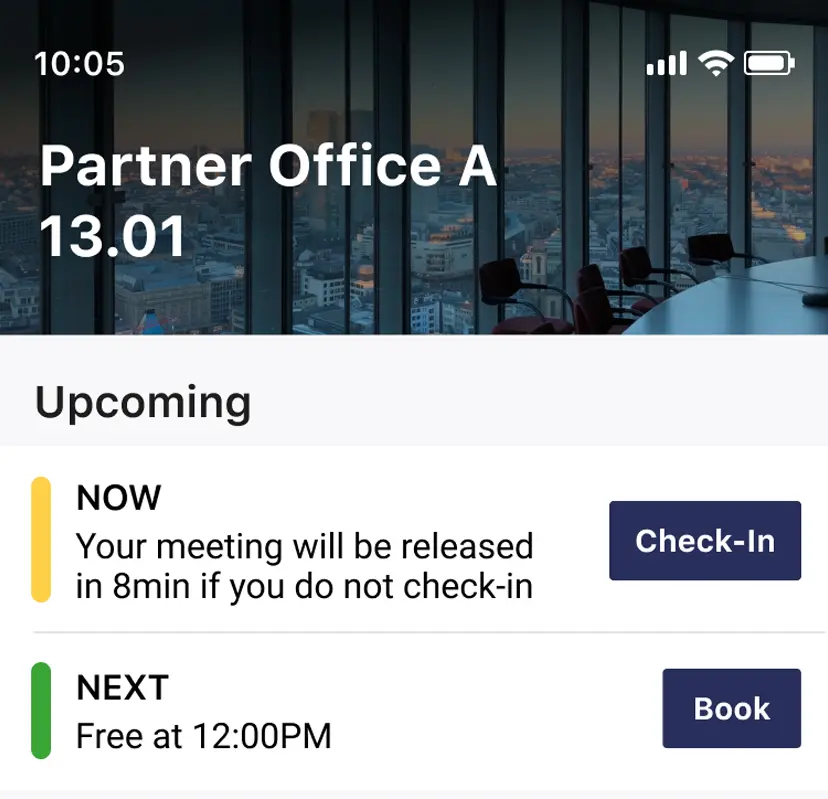 10:05
Partner Office A
13.01
Upcoming
NOW
Your meeting will be released
in 8min if you do not check-in
Check-In
NEXT
Free at 12:00PM
Book